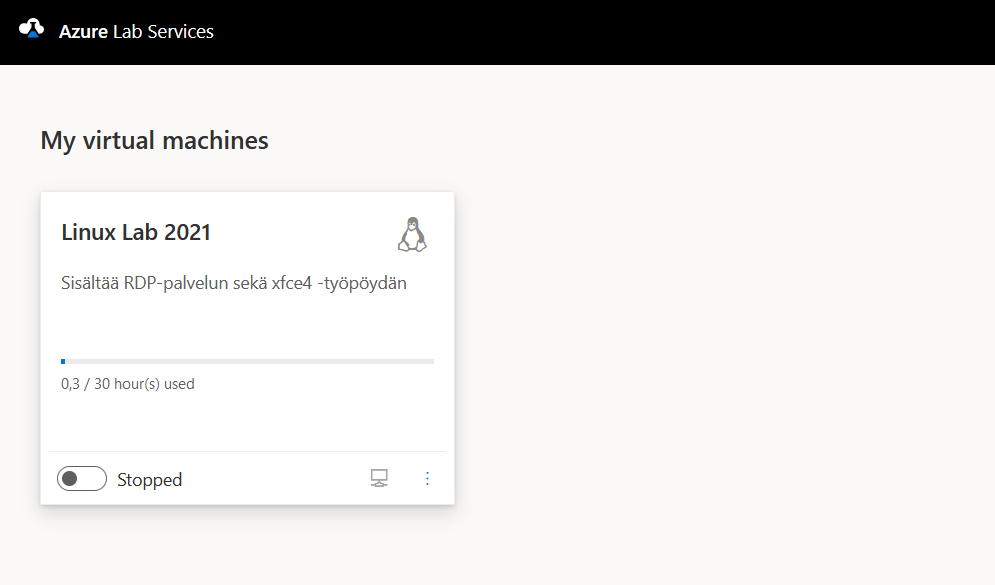 Azure Lab Services
My virtual machines
Linux Lab 2021
Sisältää RDP-palvelun sekä xfce4 -työpöydän
0,3 / 30 hour(s) used
Stopped